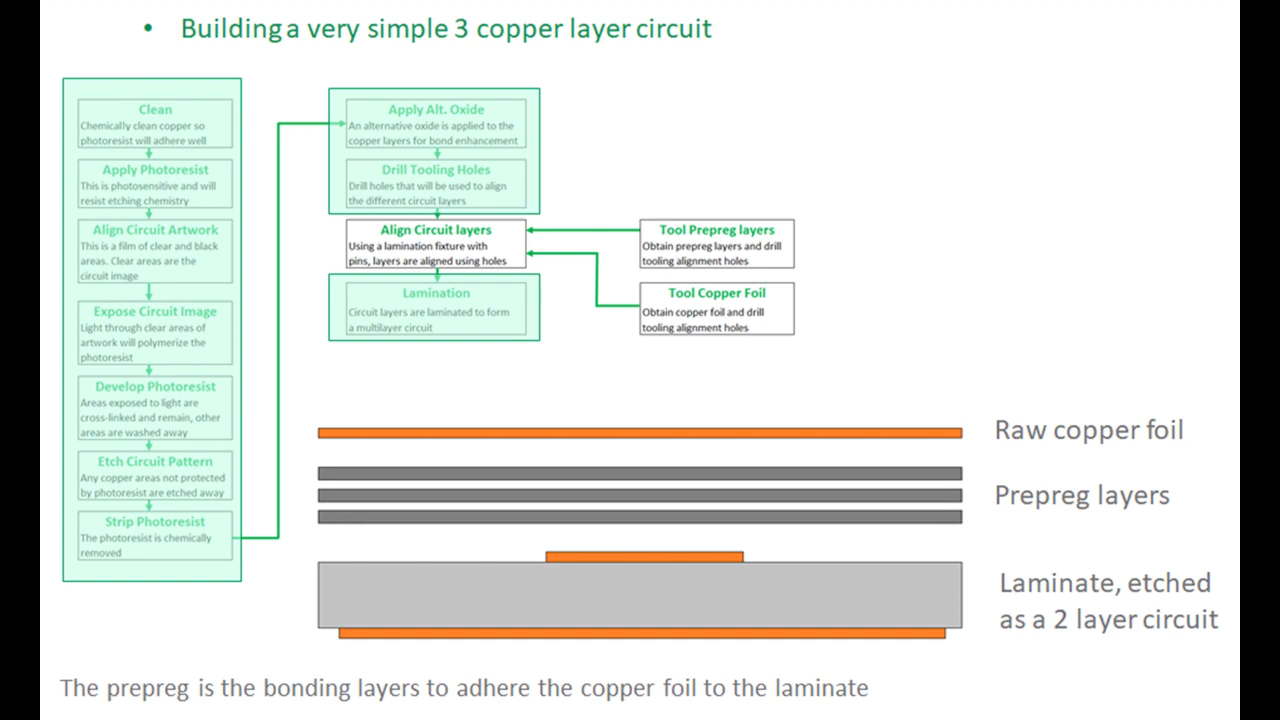 • Building a very simple 3 copper layer circuit
Clean
Chemically clean copper so
photoresist will adhere well
Apply Photoresist
This is photosensitive and will
resist etching chemistry
Align Circuit Artwork
This is a film of clear and black
areas. Clear areas are the
circuit image
Expose Circuit Image
Light through clear areas of
artwork will polymerize the
photoresist
Develop Photoresist
Areas exposed to light are
cross-linked and remain, other
areas are washed away
Etch Circuit Pattern
Any copper areas not protected
by photoresist are etched away
Strip Photoresist
The photoresist is chemically
removed
Apply Alt. Oxide
An alternative oxide is applied to the
copper layers for bond enhancement
Drill Tooling Holes
Drill holes that will be used to align
the different circuit layers
Align Circuit layers
Using a lamination fixture with
pins, layers are aligned using holes
Lamination
Circuit layers are laminated to form
a multilayer circuit
Tool Prepreg layers
Obtain prepreg layers and drill
tooling alignment holes
Tool Copper Foil
Obtain copper foil and drill
tooling alignment holes
Raw copper foil
Prepreg layers
Laminate, etched
as a 2 layer circuit
The prepreg is the bonding layers to adhere the copper foil to the laminate